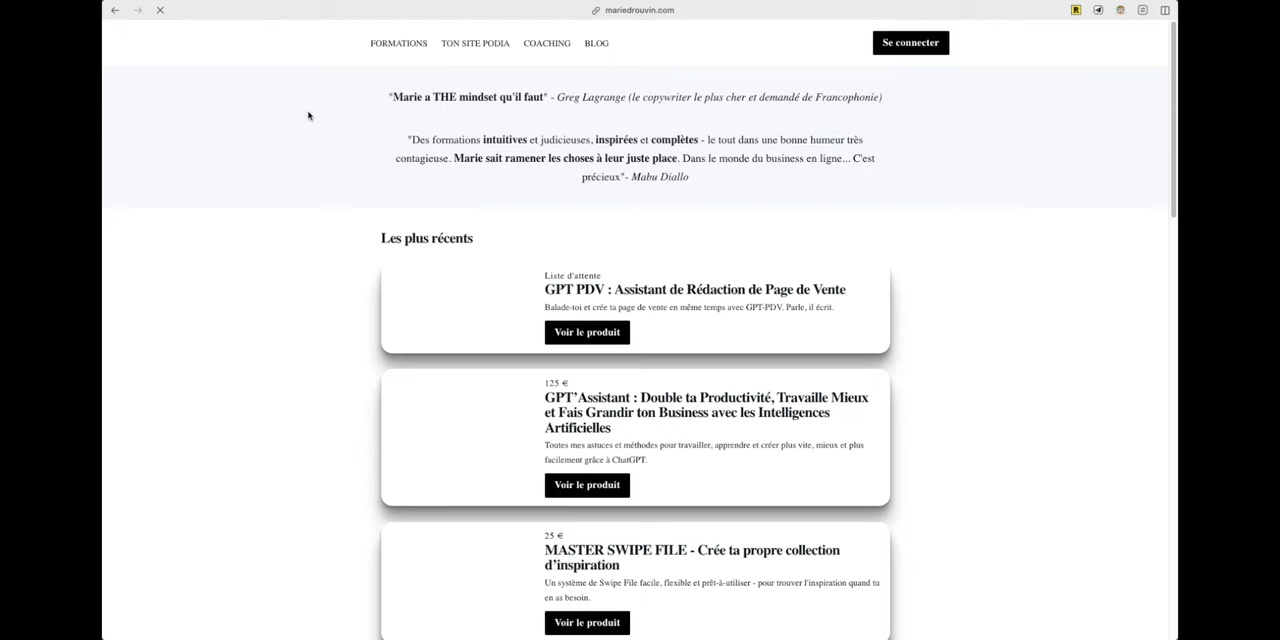 mariedrouvin.com
R
FORMATIONS TON SITE PODIA COACHING BLOG
Se connecter
"Marie a THE mindset qu'il faut" - Greg Lagrange (le copywriter le plus cher et demandé de Francophonie)
"Des formations intuitives et judicieuses, inspirées et complètes - le tout dans une bonne humeur très
contagieuse. Marie sait ramener les choses à leur juste place. Dans le monde du business en ligne... C'est
précieux"- Mabu Diallo
Les plus récents
Liste d'attente
GPT PDV : Assistant de Rédaction de Page de Vente
Balade-toi et crée ta page de vente en même temps avec GPT-PDV. Parle, il écrit.
Voir le produit
125 €
GPT'Assistant : Double ta Productivité, Travaille Mieux
et Fais Grandir ton Business avec les Intelligences
Artificielles
Toutes mes astuces et méthodes pour travailler, apprendre et créer plus vite, mieux et plus
facilement grâce à ChatGPT.
Voir le produit
25 €
MASTER SWIPE FILE - Crée ta propre collection
d'inspiration
Un système de Swipe File facile, flexible et prêt-à-utiliser - pour trouver l'inspiration quand tu
en as besoin.
Voir le produit